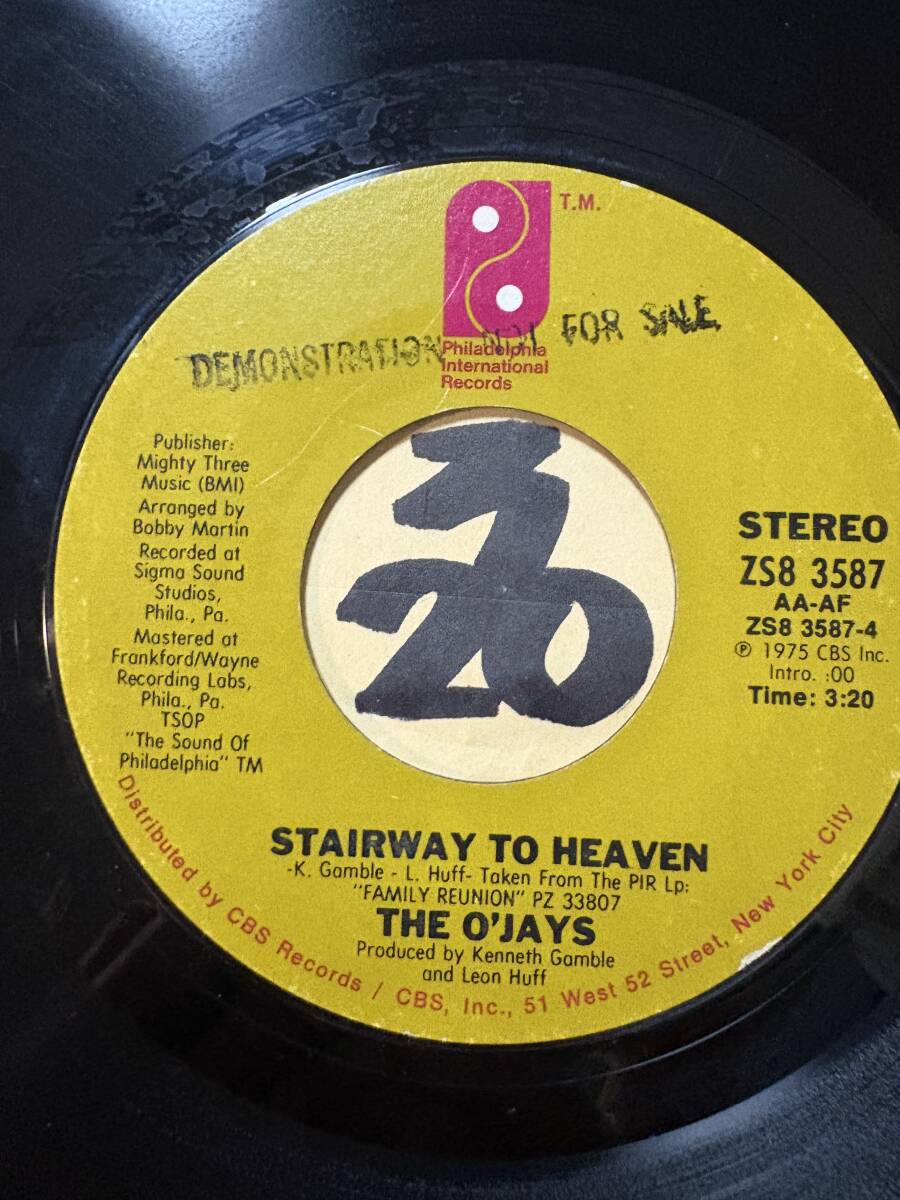 T.M.
Philadelphia
International
Records
DEMONSTRATION NOT FOR SALE
Publisher:
Mighty Three
Music (BMI)
Arranged by
Bobby Martin
Recorded at
Sigma Sound
Studios,
Phila., Pa.
Mastered at
Frankford/Wayne
Recording Labs,
Phila., Pa.
TSOP
"The Sound Of
Philadelphia" TM
20
STEREO
ZS8 3587
AA-AF
ZS8 3587-4
℗ 1975 CBS Inc.
Intro. :00
Time: 3:20
STAIRWAY TO HEAVEN
-K. Gamble - L. Huff- Taken From The PIR Lp:
"FAMILY REUNION" PZ 33807
THE O'JAYS
Produced by Kenneth Gamble
and Leon Huff
Distributed by CBS Records / CBS, Inc., 51 West 52 Street, New York City